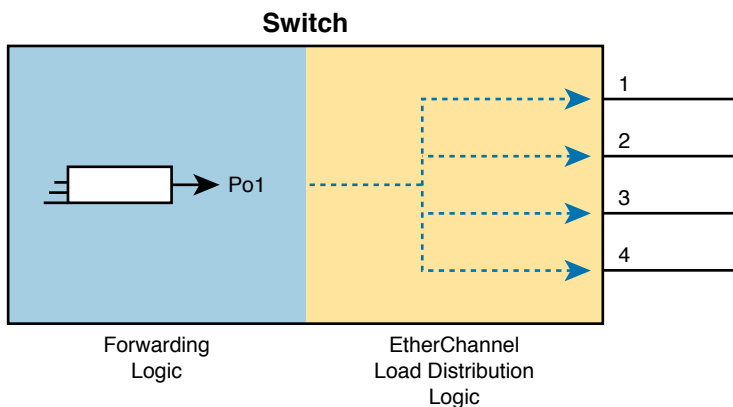 Switch
1
2
3
4
Po1
Forwarding
Logic
EtherChannel
Load Distribution
Logic